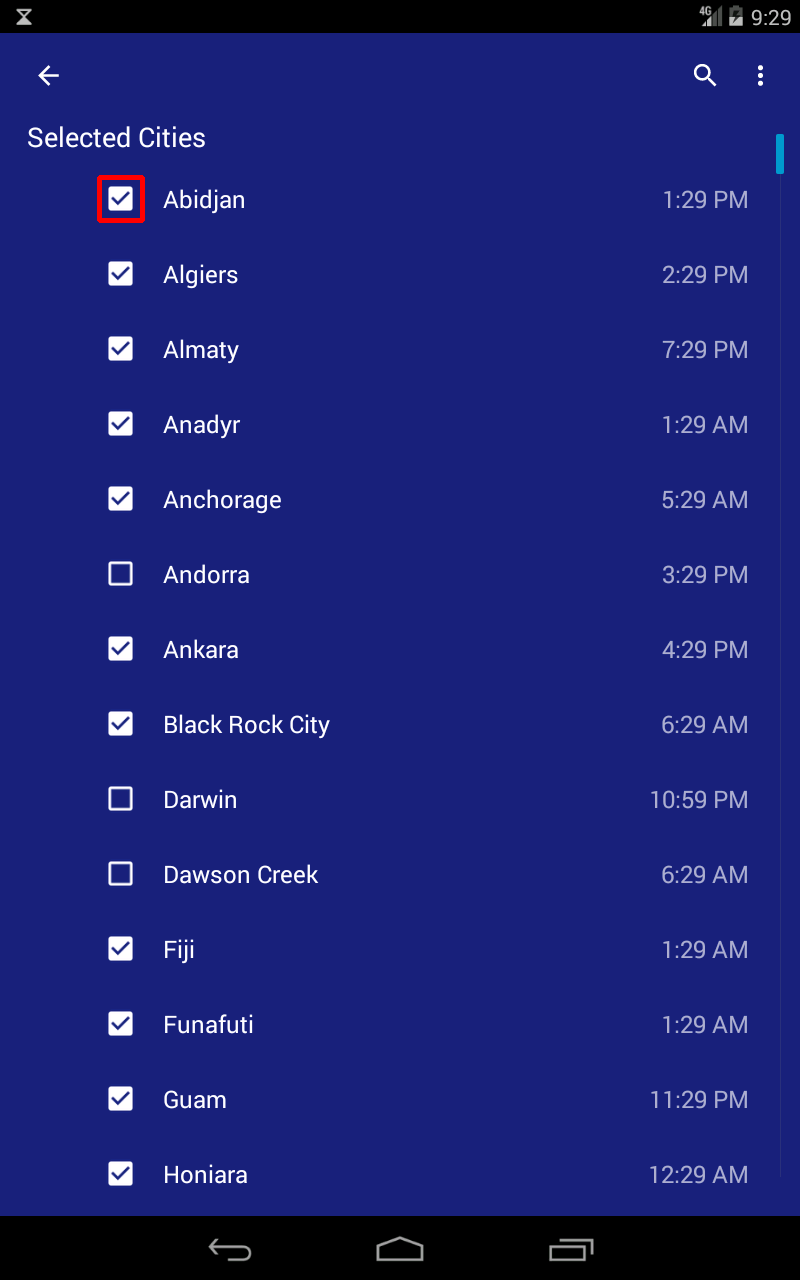 4G 9:29
Selected Cities
Abidjan 1:29 PM
Algiers 2:29 PM
Almaty 7:29 PM
Anadyr 1:29 AM
Anchorage 5:29 AM
Andorra 3:29 PM
Ankara 4:29 PM
Black Rock City 6:29 AM
Darwin 10:59 PM
Dawson Creek 6:29 AM
Fiji 1:29 AM
Funafuti 1:29 AM
Guam 11:29 PM
Honiara 12:29 AM